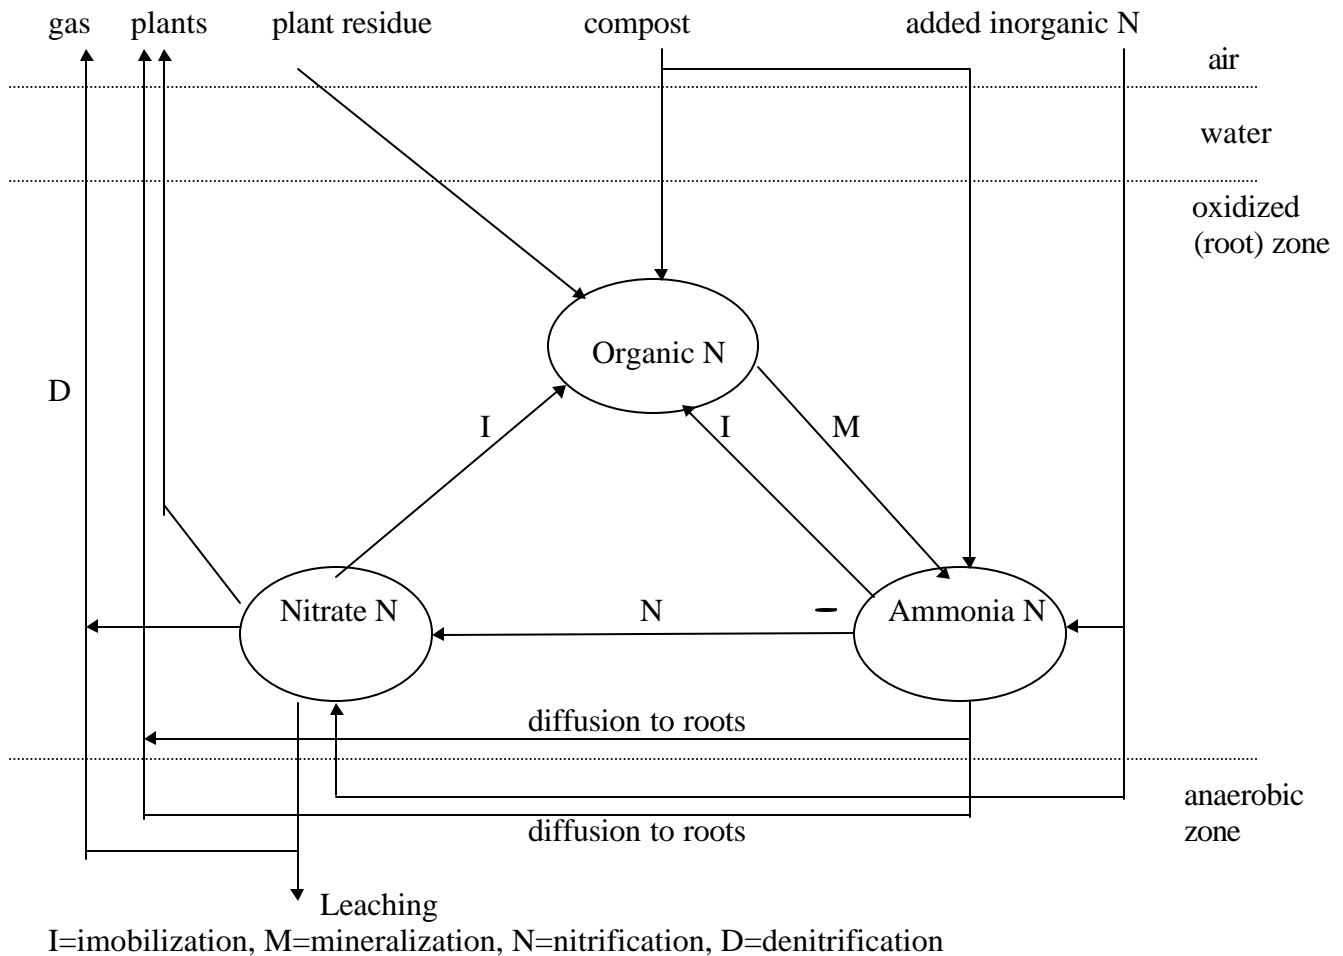 gas plants plant residue compost added inorganic N
air
water
oxidized
(root) zone
Organic N
D
I I M
Nitrate N N Ammonia N
diffusion to roots
anaerobic
zone
diffusion to roots
Leaching
I=imobilization, M=mineralization, N=nitrification, D=denitrification